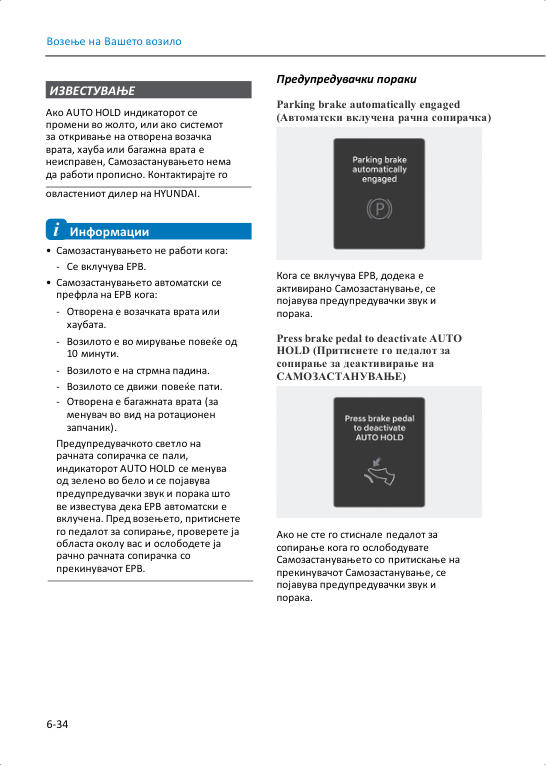 Возење на Вашето возило
ИЗВЕСТУВАЊЕ
Ако AUTO HOLD индикаторот се
промени во жолто, или ако системот
за откривање на отворена возачка
врата, хауба или багажна врата е
неисправен, Самозастанувањето нема
да работи прописно. Контактирајте го
овластениот дилер на HYUNDAI.
i Информации
• Самозастанувањето не работи кога:
- Се вклучува EPB.
• Самозастанувањето автоматски се
префрла на EPB кога:
- Отворена е возачката врата или
хаубата.
- Возилото е во мирување повеќе од
10 минути.
- Возилото е на стрмна падина.
- Возилото се движи повеќе пати.
- Отворена е багажната врата (за
менувач во вид на ротационен
запчаник).
Предупредувачкото светло на
рачната сопирачка се пали,
индикаторот AUTO HOLD се менува
од зелено во бело и се појавува
предупредувачки звук и порака што
ве известува дека EPB автоматски е
вклучена. Пред возењето, притиснете
го педалот за сопирање, проверете ја
областа околу вас и ослободете ја
рачно рачната сопирачка со
прекинувачот EPB.
Предупредувачки пораки
Parking brake automatically engaged
(Автоматски вклучена рачна сопирачка)
Parking brake
automatically
engaged
P
Кога се вклучува EPB, додека е
активирано Самозастанување, се
појавува предупредувачки звук и
порака.
Press brake pedal to deactivate AUTO
HOLD (Притиснете го педалот за
сопирање за деактивирање на
САМОЗАСТАНУВАЊЕ)
Press brake pedal
to deactivate
AUTO HOLD
Ако не сте го стиснале педалот за
сопирање кога го ослободувате
Самозастанувањето со притискање на
прекинувачот Самозастанување, се
појавува предупредувачки звук и
порака.
6-34